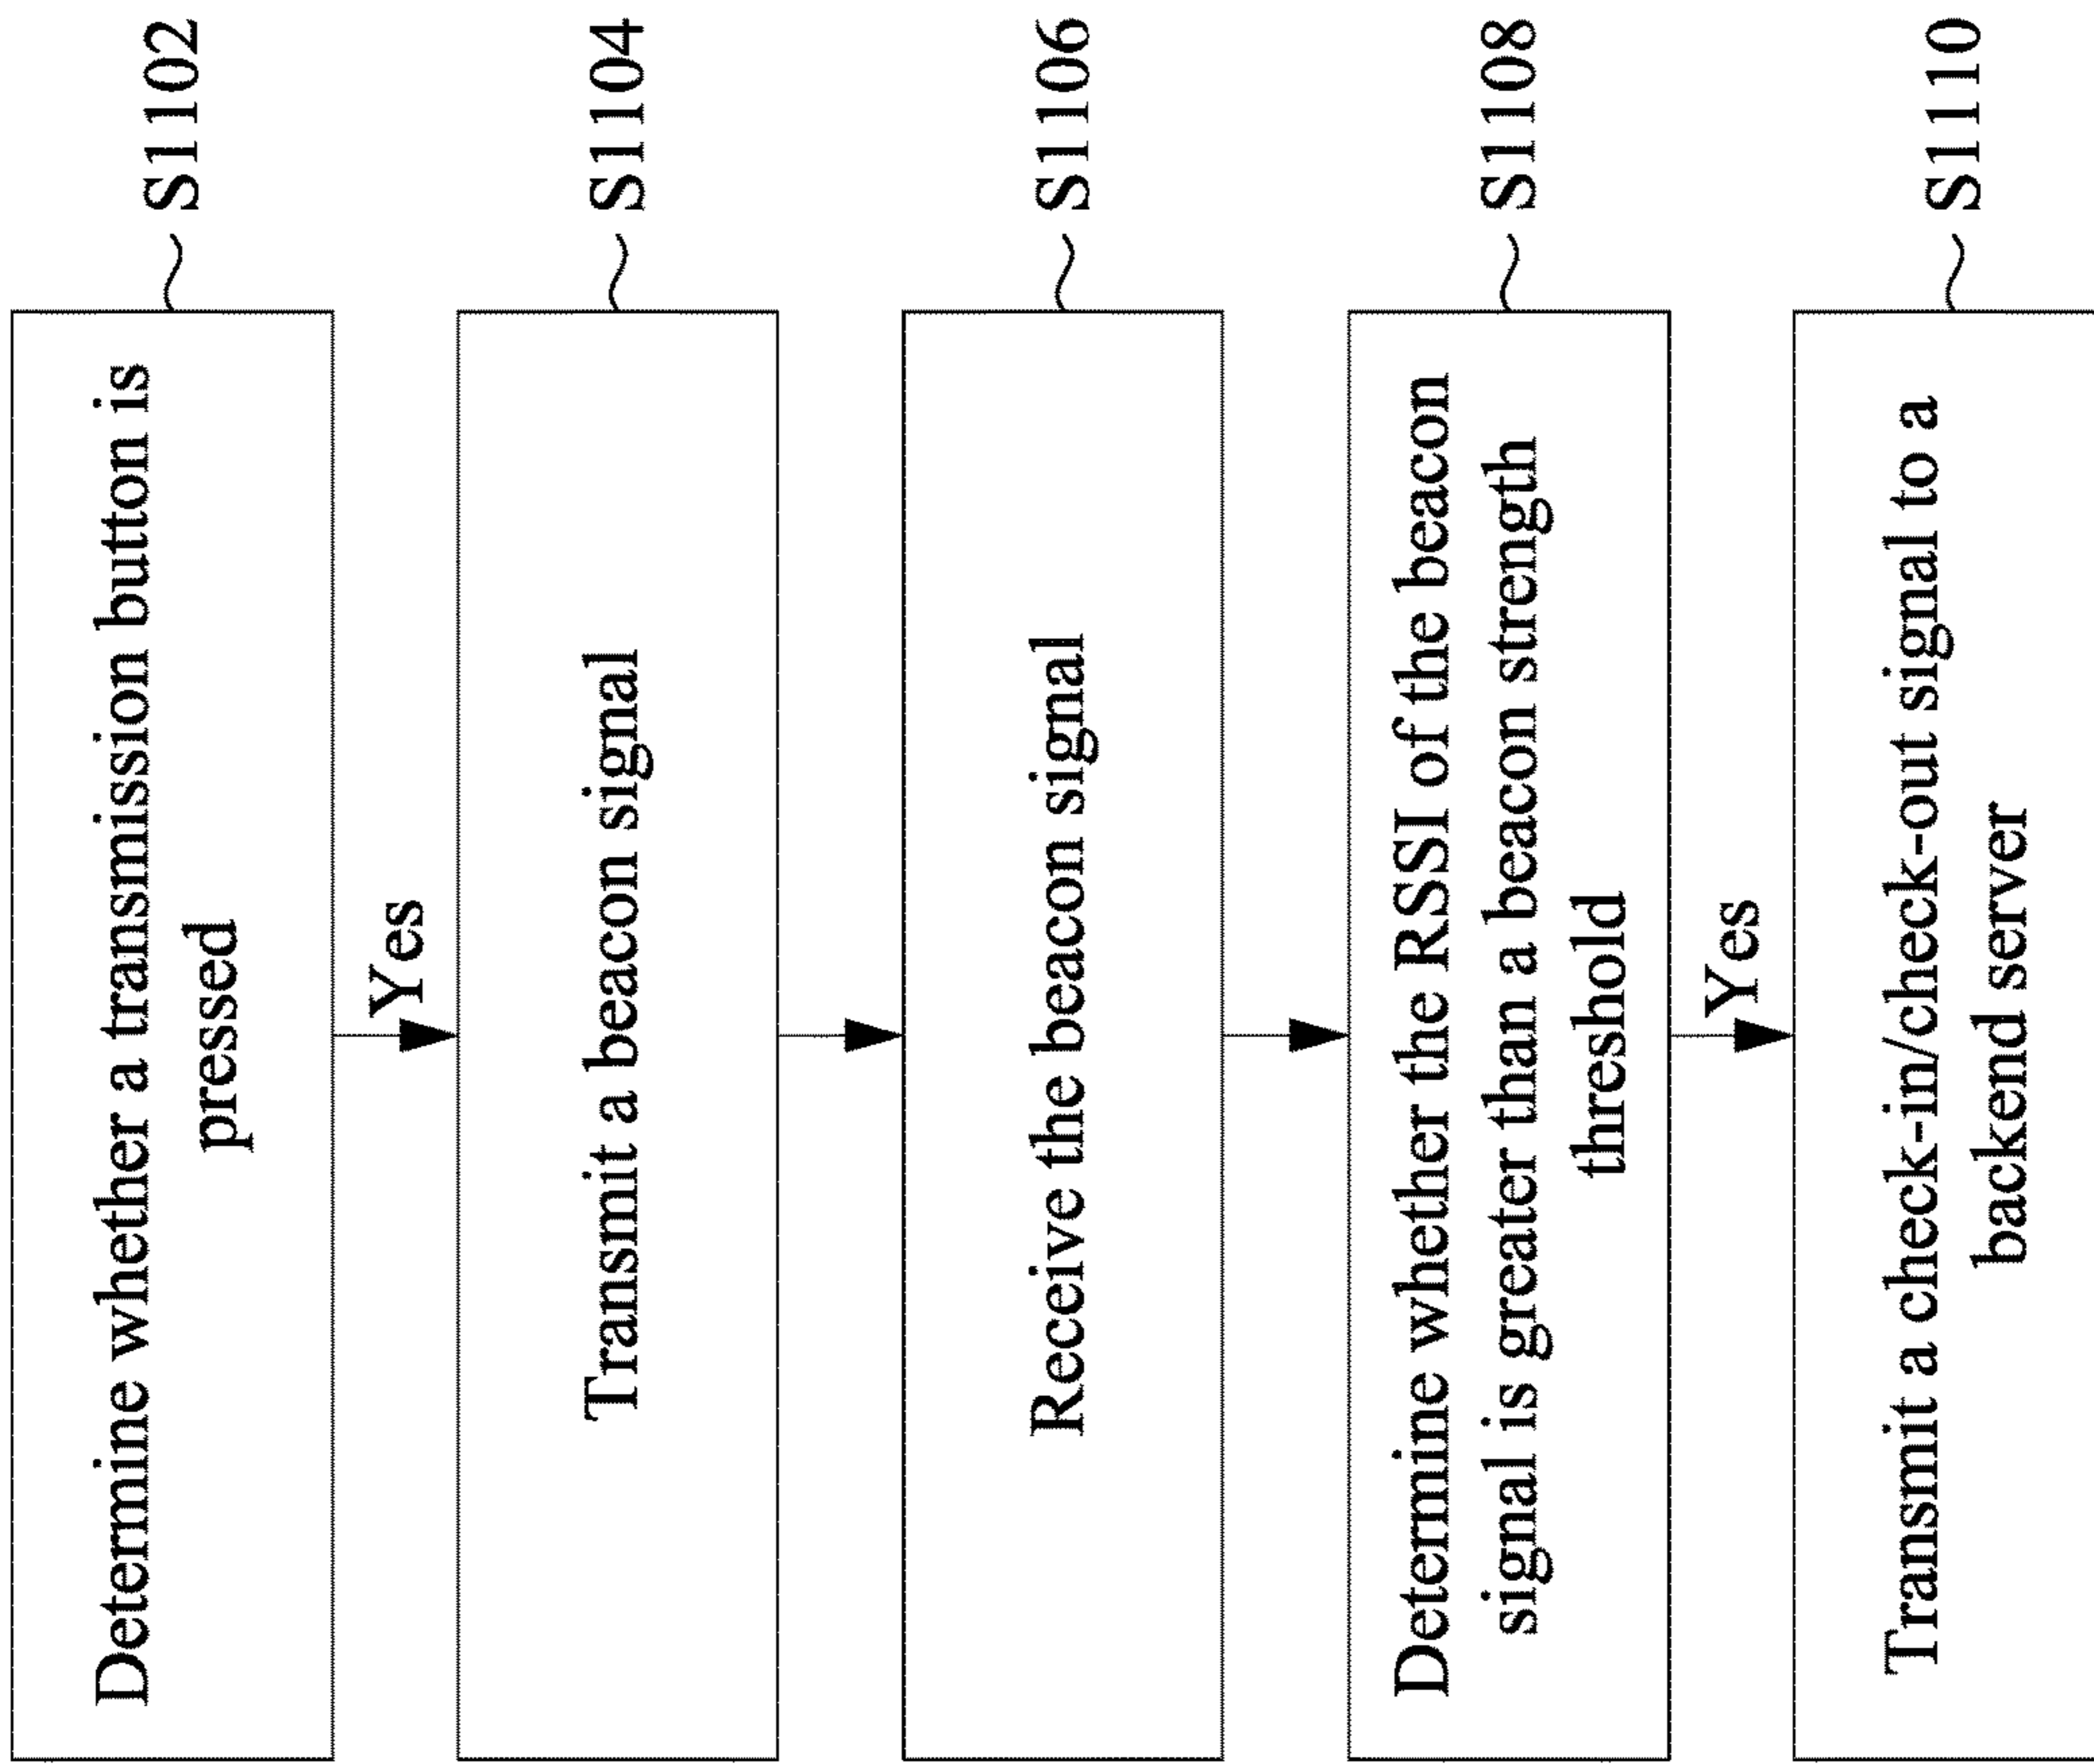 Determine whether a transmission button is
pressed
S1102
Yes
Transmit a beacon signal
S1104
Receive the beacon signal
S1106
Determine whether the RSSI of the beacon
signal is greater than a beacon strength
threshold
S1108
Yes
Transmit a check-in/check-out signal to a
backend server
S1110